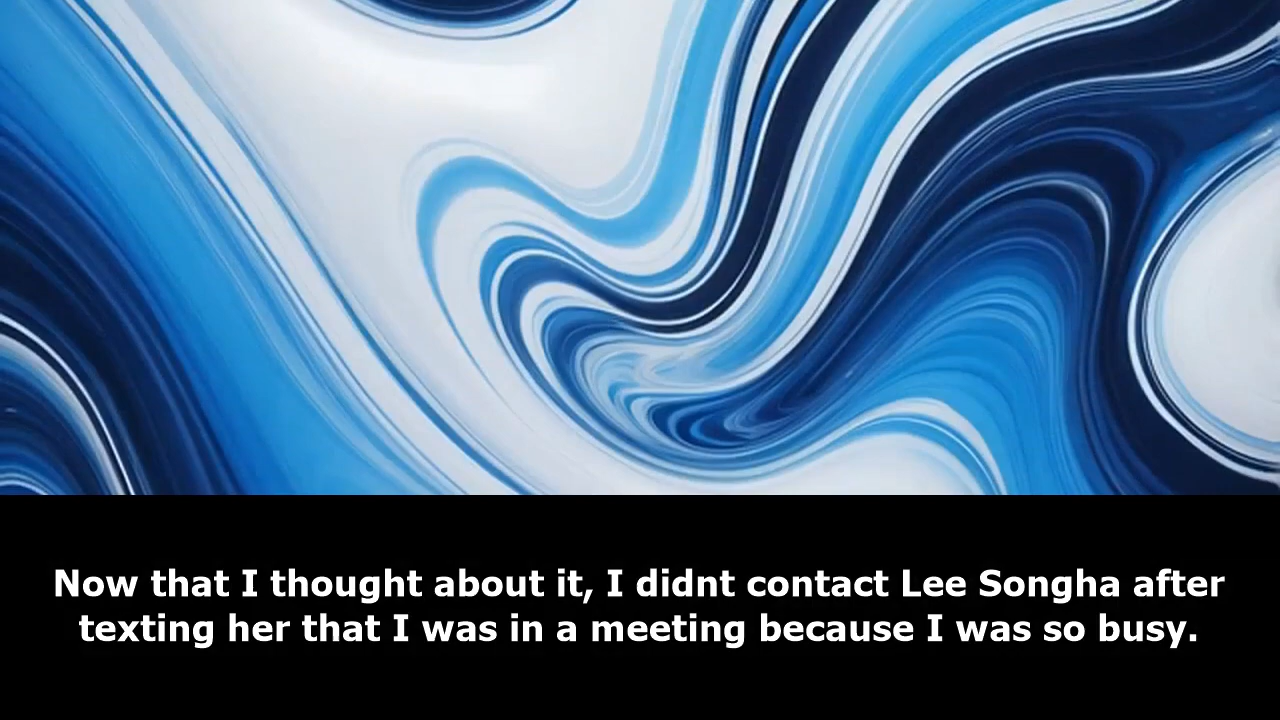 Now that I thought about it, I didnt contact Lee Songha after
texting her that I was in a meeting because I was so busy.